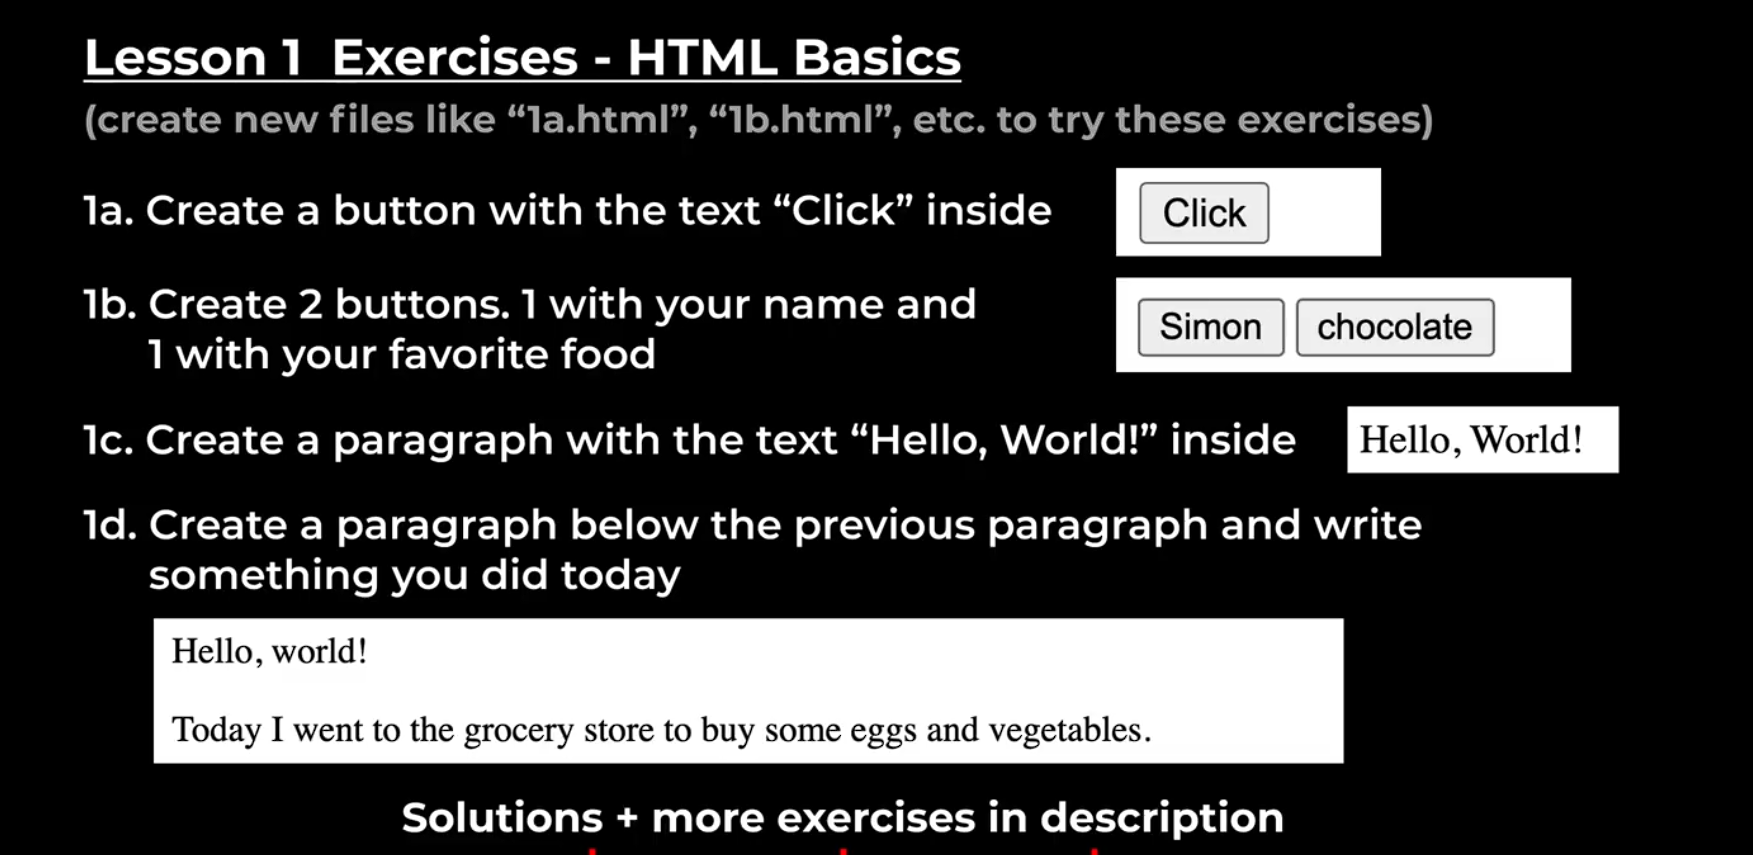 Lesson 1  Exercises - HTML Basics
(create new files like “1a.html”, “1b.html”, etc. to try these exercises)
1a. Create a button with the text “Click” inside
Click
1b. Create 2 buttons. 1 with your name and
1 with your favorite food
Simon chocolate
1c. Create a paragraph with the text “Hello, World!” inside
Hello, World!
1d. Create a paragraph below the previous paragraph and write
something you did today
Hello, world!
Today I went to the grocery store to buy some eggs and vegetables.
Solutions + more exercises in description